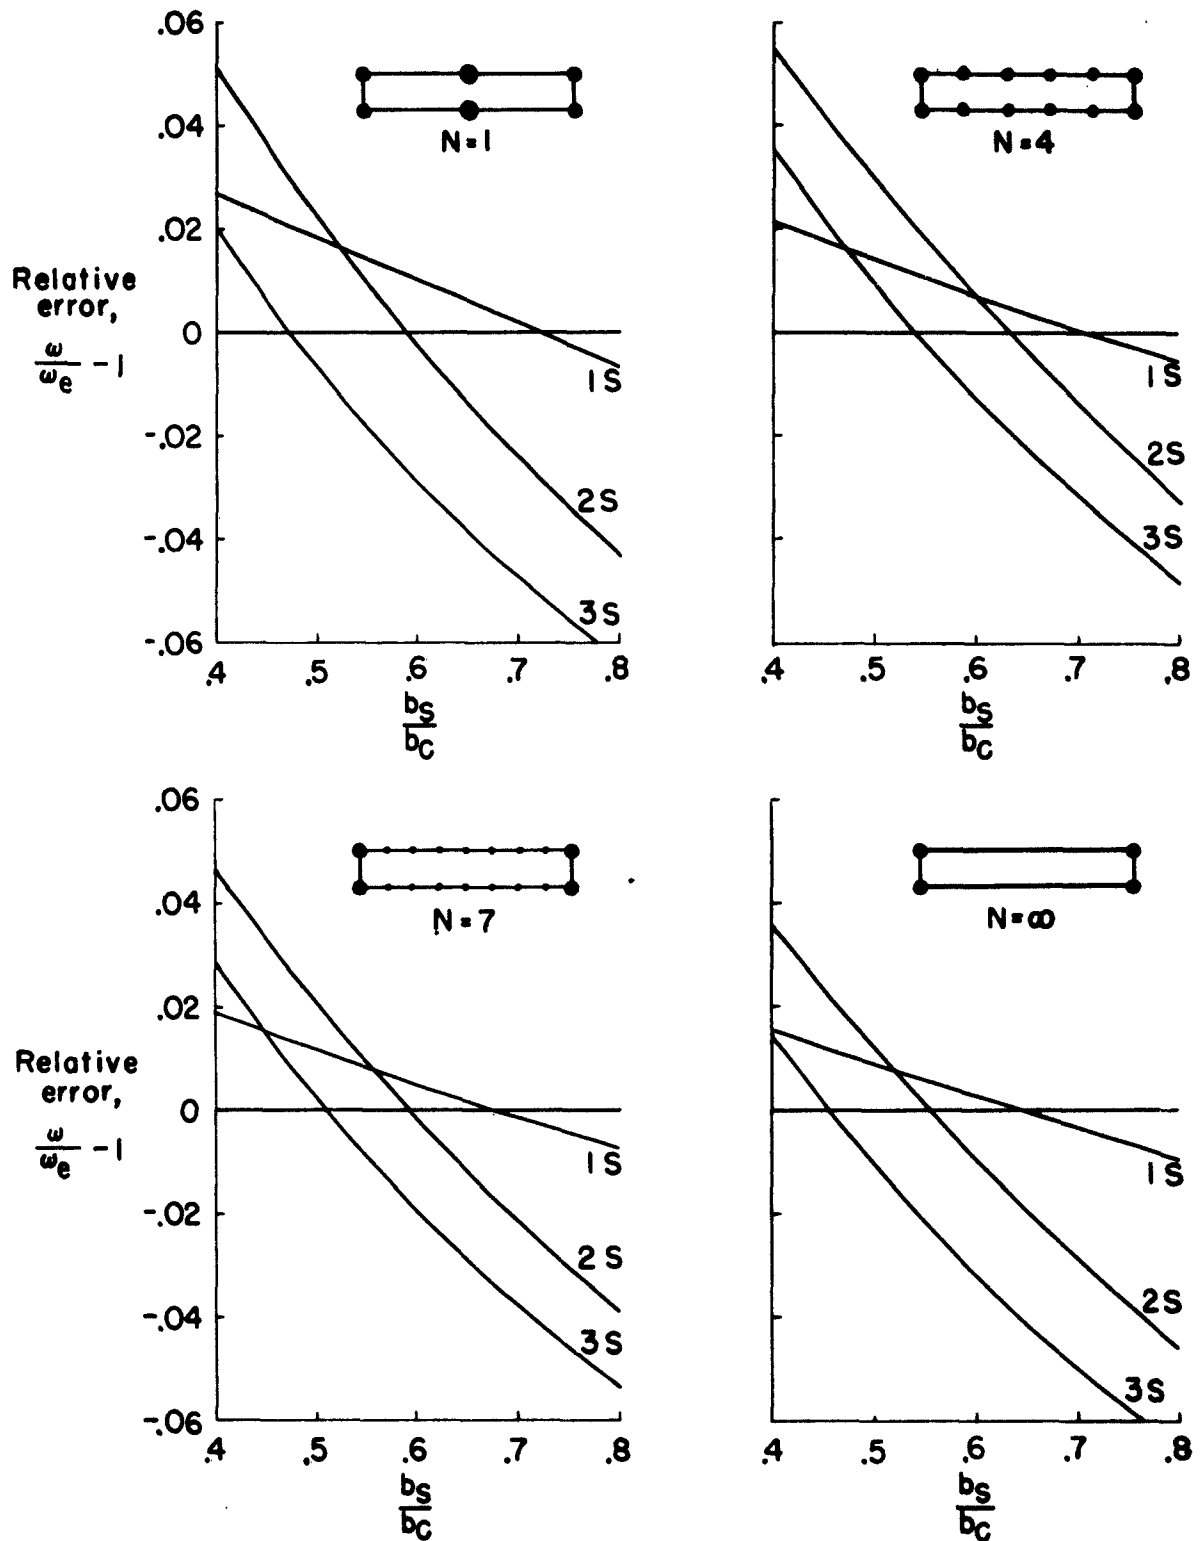 .06
.04
.02
0
-.02
-.04
-.06
Relative
error,
ω/ωe - 1
N=1
1S
2S
3S
.4 .5 .6 .7 .8
bS
bC
N=4
1S
2S
3S
.4 .5 .6 .7 .8
bS
bC
.06
.04
.02
0
-.02
-.04
-.06
Relative
error,
ω/ωe - 1
N=7
1S
2S
3S
.4 .5 .6 .7 .8
bS
bC
N=∞
1S
2S
3S
.4 .5 .6 .7 .8
bS
bC